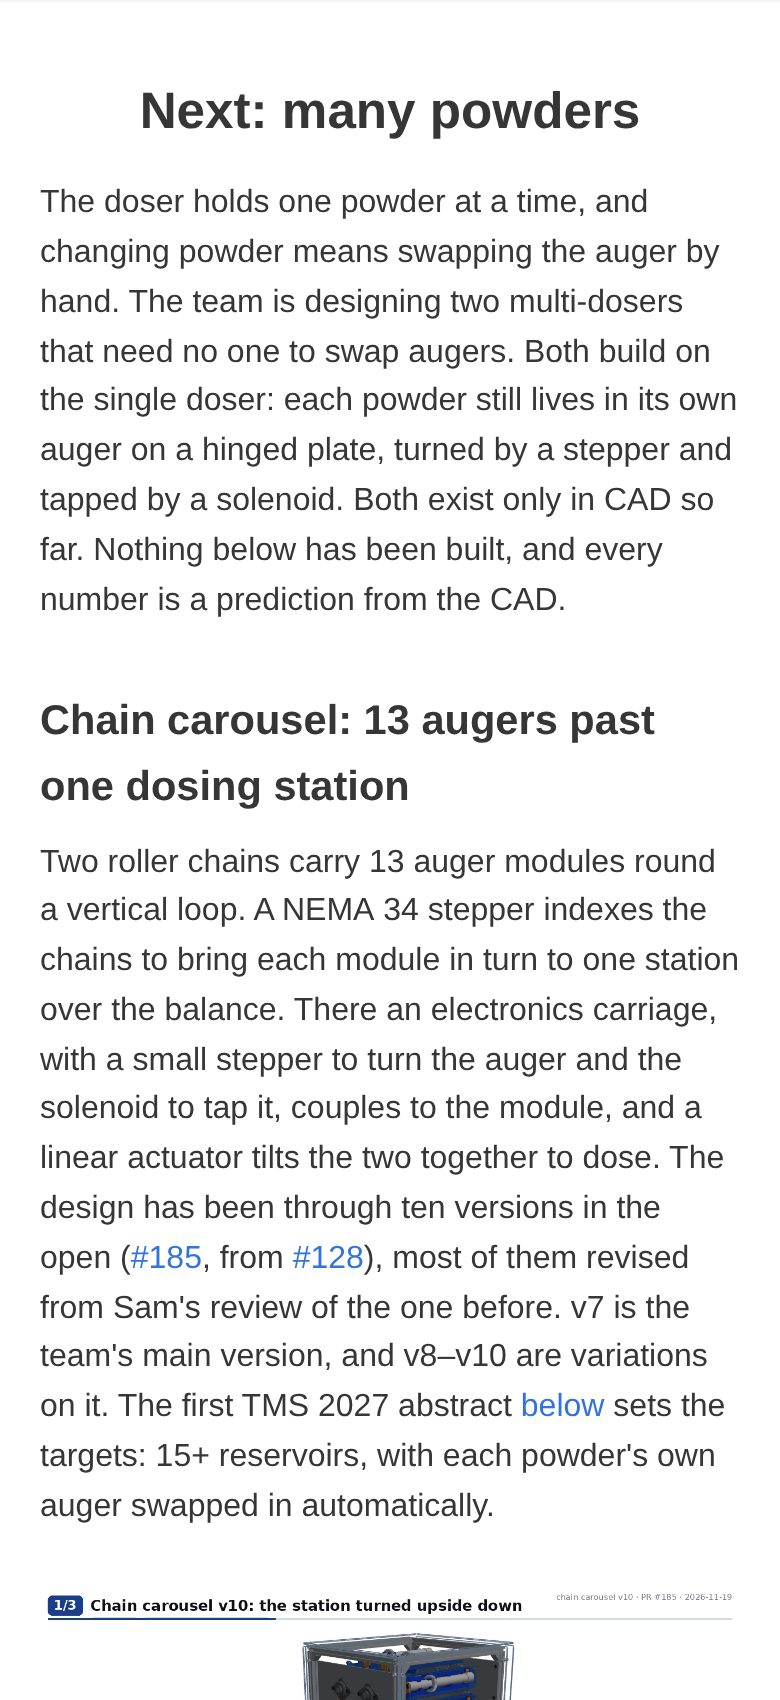 Next: many powders
The doser holds one powder at a time, and
changing powder means swapping the auger by
hand. The team is designing two multi-dosers
that need no one to swap augers. Both build on
the single doser: each powder still lives in its own
auger on a hinged plate, turned by a stepper and
tapped by a solenoid. Both exist only in CAD so
far. Nothing below has been built, and every
number is a prediction from the CAD.
Chain carousel: 13 augers past
one dosing station
Two roller chains carry 13 auger modules round
a vertical loop. A NEMA 34 stepper indexes the
chains to bring each module in turn to one station
over the balance. There an electronics carriage,
with a small stepper to turn the auger and the
solenoid to tap it, couples to the module, and a
linear actuator tilts the two together to dose. The
design has been through ten versions in the
open (#185, from #128), most of them revised
from Sam's review of the one before. v7 is the
team's main version, and v8–v10 are variations
on it. The first TMS 2027 abstract below sets the
targets: 15+ reservoirs, with each powder's own
auger swapped in automatically.
1/3 Chain carousel v10: the station turned upside down
chain carousel v10 · PR #185 · 2026-11-19